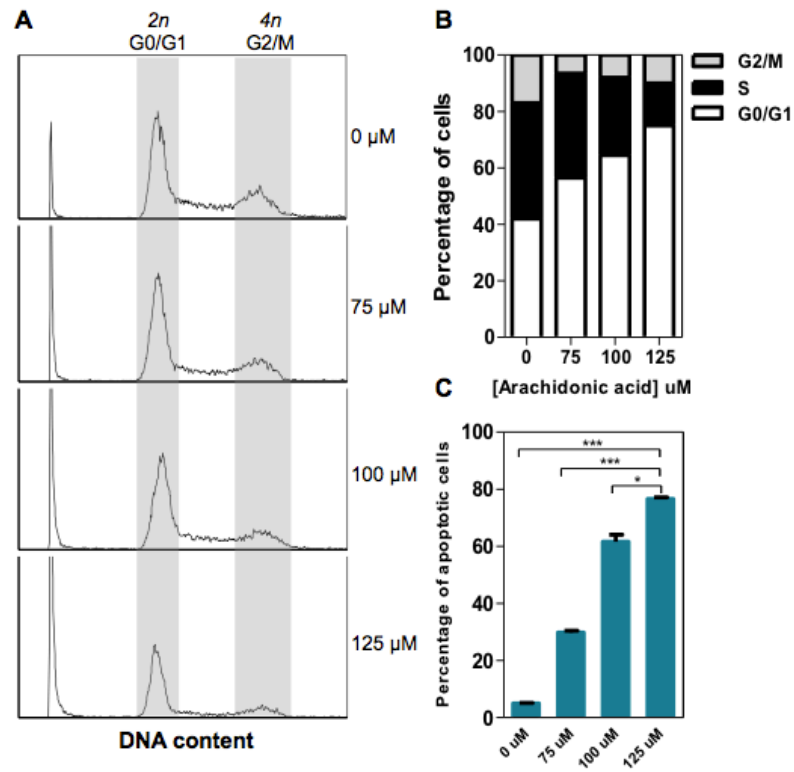 A
2n
4n
G0/G1
G2/M
0 µM
75 µM
100 µM
125 µM
DNA content
B
Percentage of cells
100
80
60
40
20
0
0 75 100 125
[Arachidonic acid] uM
G2/M
S
G0/G1
C
Percentage of apoptotic cells
100
80
60
40
20
0
***
***
*
0 uM
75 uM
100 uM
125 uM